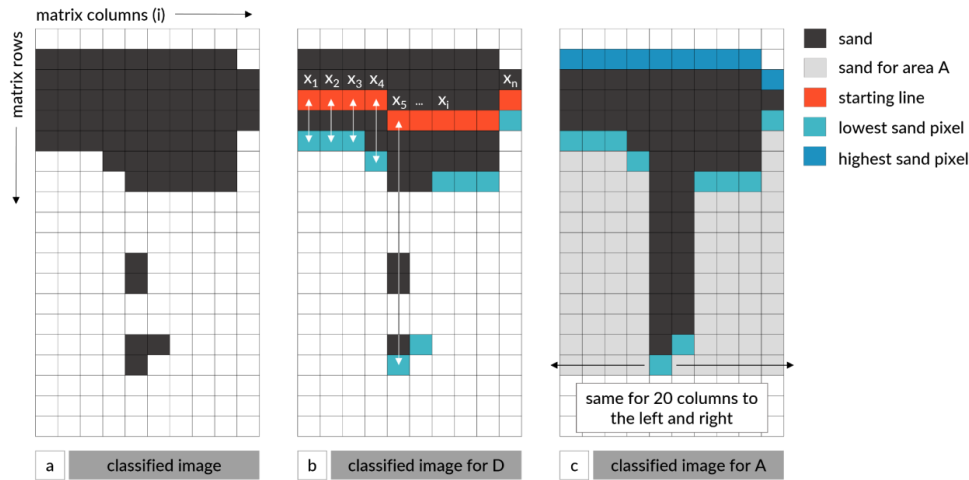 matrix columns (i)
matrix rows
sand
sand for area A
starting line
lowest sand pixel
highest sand pixel
x1 x2 x3 x4 xn
x5 ... xi
same for 20 columns to
the left and right
a classified image
b classified image for D
c classified image for A